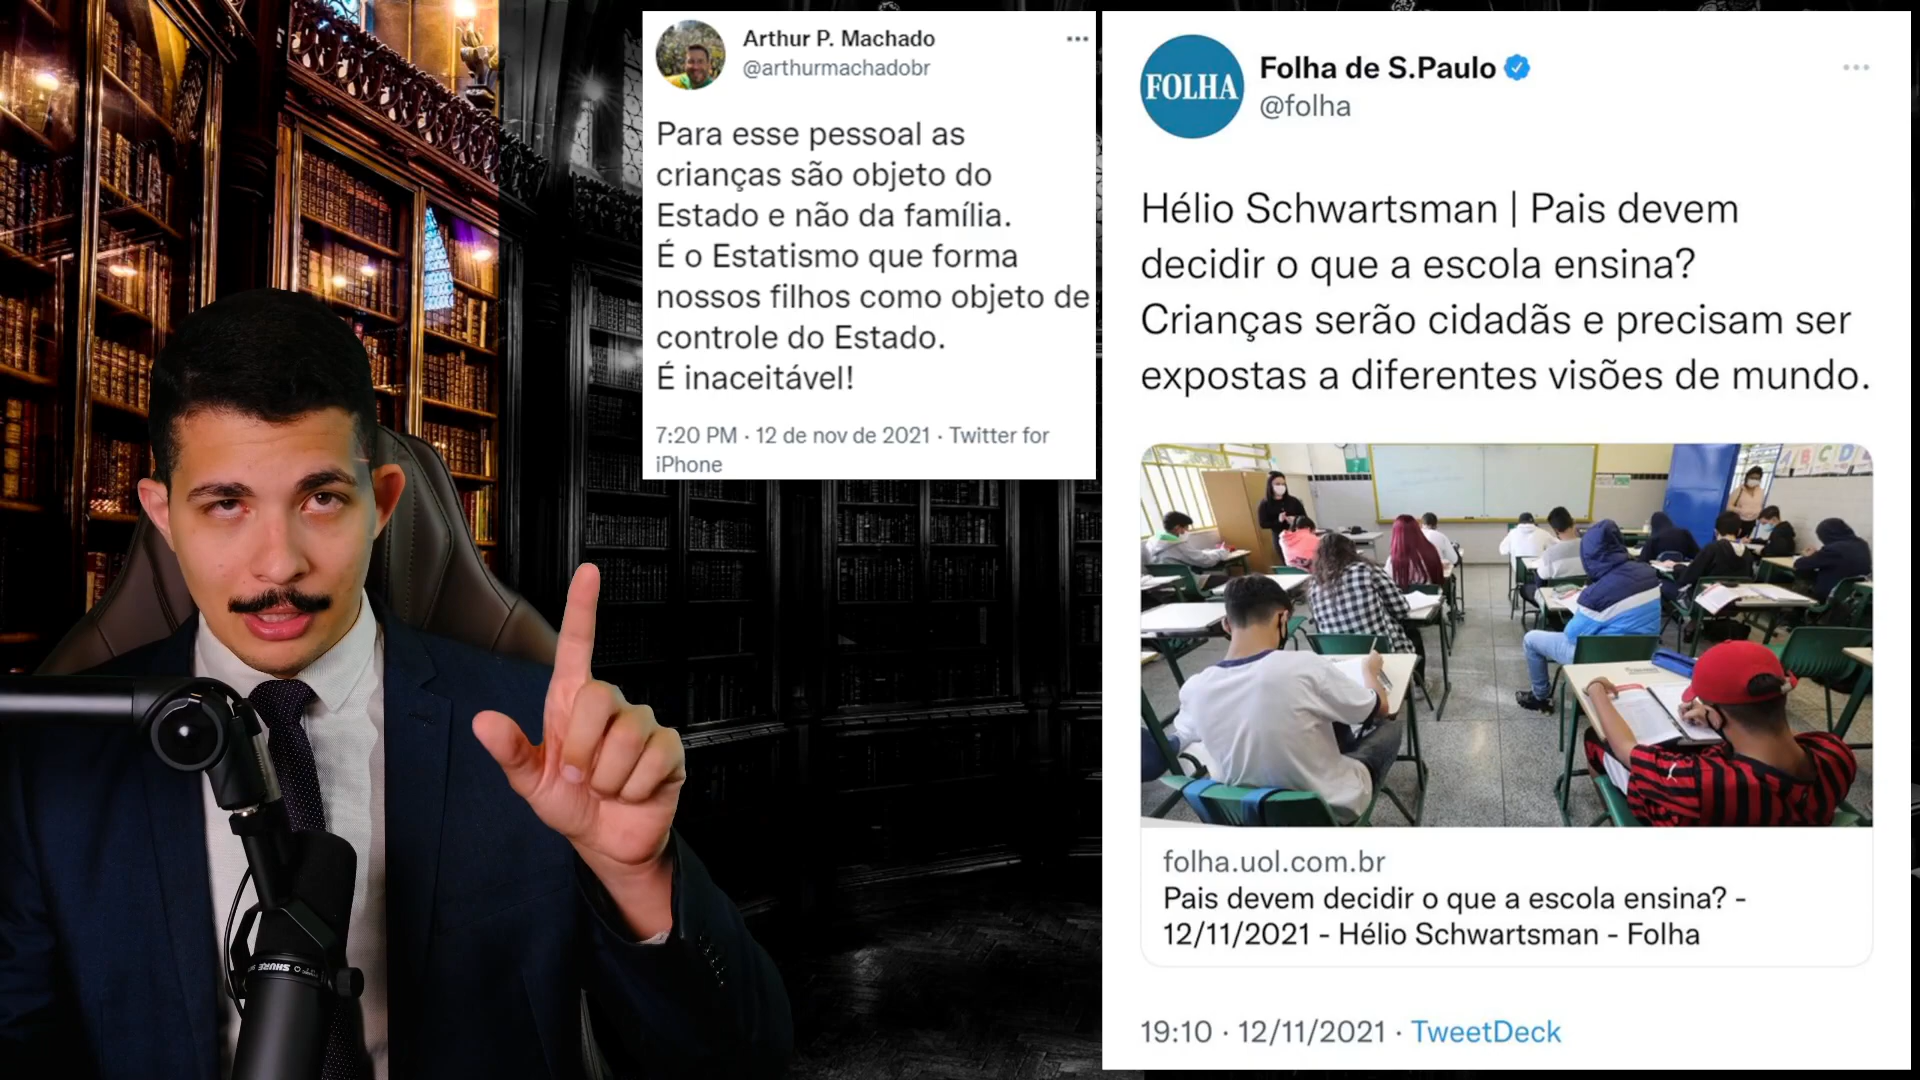 Arthur P. Machado
@arthurmachadobr
Para esse pessoal as
crianças são objeto do
Estado e não da família.
É o Estatismo que forma
nossos filhos como objeto de
controle do Estado.
É inaceitável!
7:20 PM · 12 de nov de 2021 · Twitter for
iPhone
FOLHA
Folha de S.Paulo
@folha
Hélio Schwartsman | Pais devem
decidir o que a escola ensina?
Crianças serão cidadãs e precisam ser
expostas a diferentes visões de mundo.
A B C D E
folha.uol.com.br
Pais devem decidir o que a escola ensina? -
12/11/2021 - Hélio Schwartsman - Folha
19:10 · 12/11/2021 · TweetDeck
SHURE